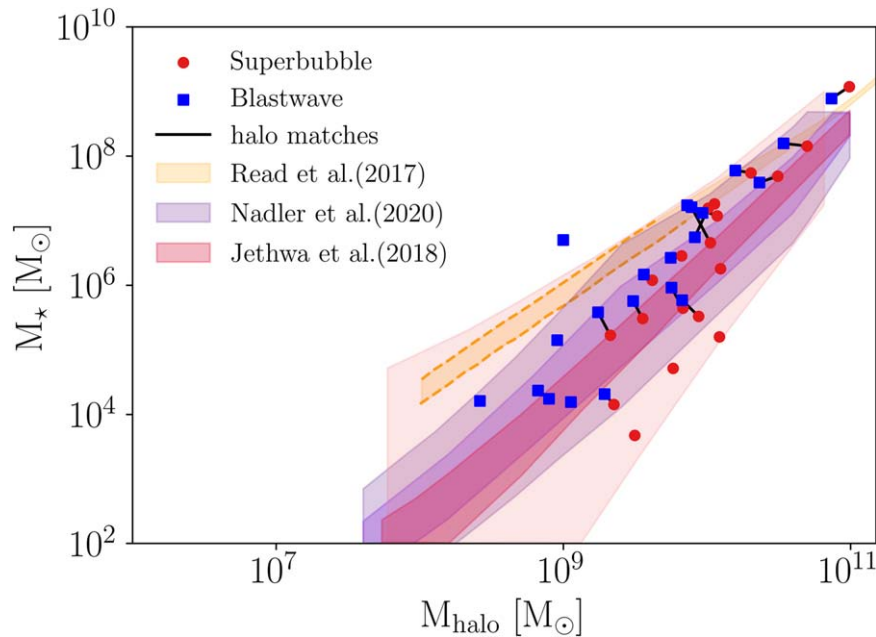 10^10
10^8
10^6
10^4
10^2
M⋆ [M⊙]
Superbubble
Blastwave
halo matches
Read et al.(2017)
Nadler et al.(2020)
Jethwa et al.(2018)
10^7
10^9
10^11
M_halo [M⊙]